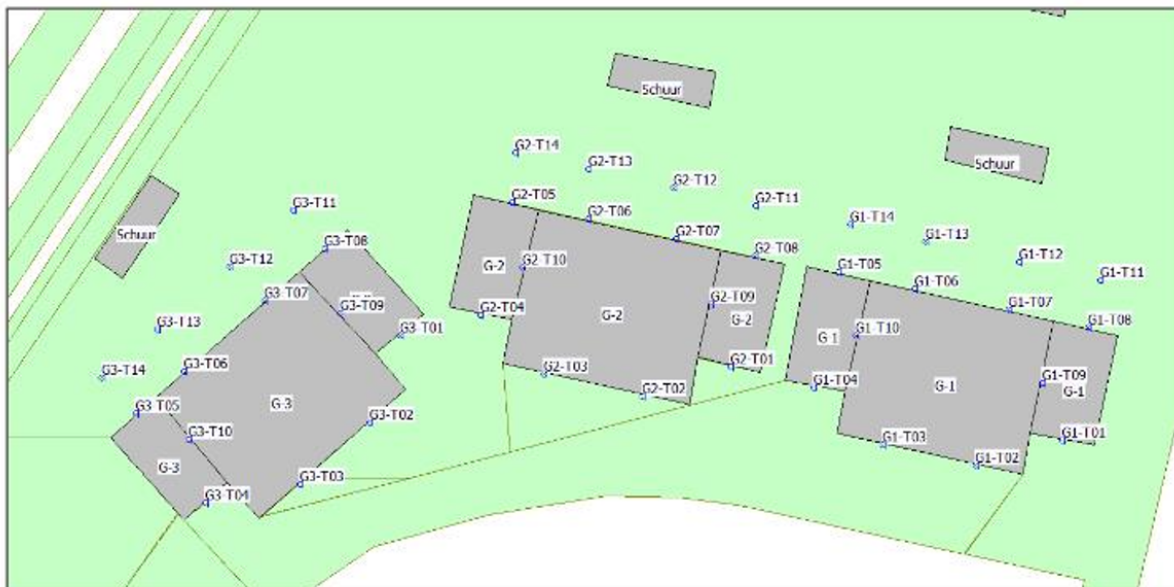 Schuur
Schuur
G2-T14
G2-T13
G2-T12
G2-T11
Schuur
G3-T11
G2-T05
G2-T06
G2-T07
G2-T08
G1-T14
G1-T13
G1-T12
G1-T11
G3-T08
G3-T12
G2
G2-T10
G1-T05
G1-T06
G3-T07
G3-T09
G2-T04
G-2
G2-T09
G-2
G1-T07
G1-T08
G3-T13
G3-T01
G-1
G1-T10
G3-T06
G3-T14
G2-T03
G2-T01
G1-T04
G-1
G1-T09
G-1
G3-T05
G-3
G3-T02
G2-T02
G3-T10
G1-T03
G1-T01
G-3
G3-T03
G1-T02
G3-T04